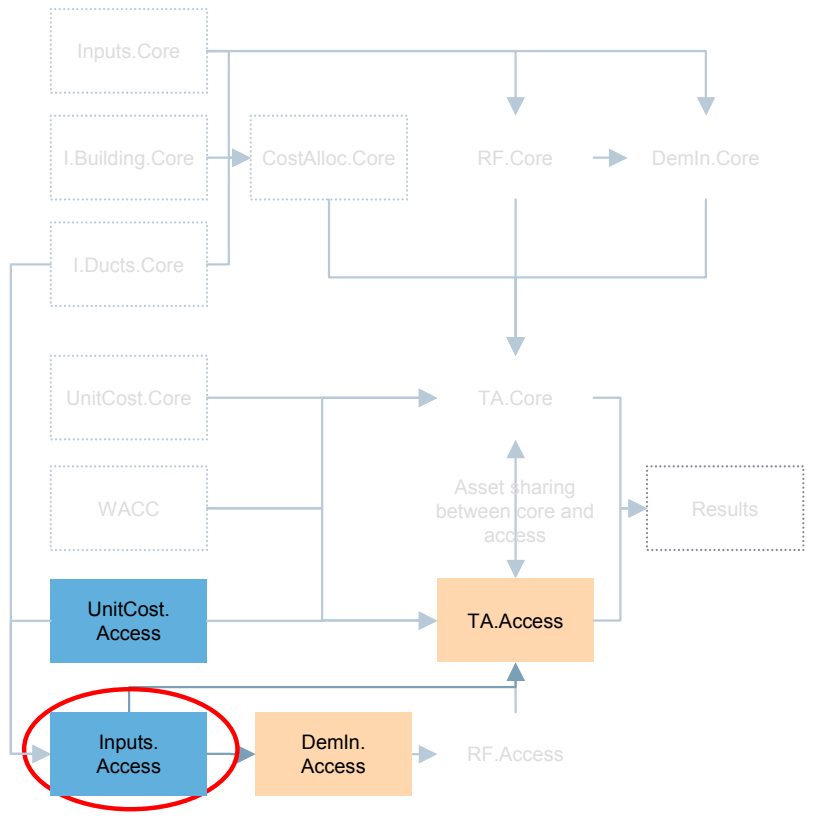 Inputs.Core
I.Building.Core
CostAlloc.Core
RF.Core
DemIn.Core
I.Ducts.Core
UnitCost.Core
TA.Core
WACC
Asset sharing
between core and
access
Results
UnitCost.
Access
TA.Access
Inputs.
Access
DemIn.
Access
RF.Access